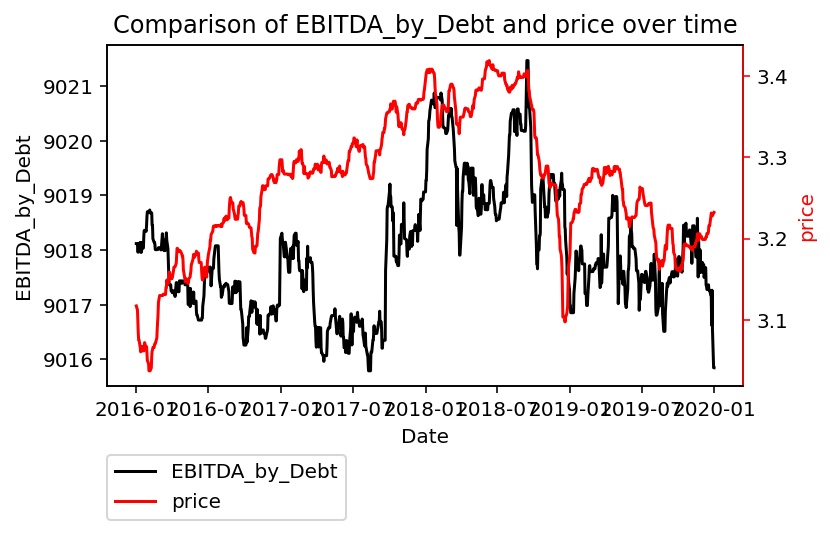 Comparison of EBITDA_by_Debt and price over time
EBITDA_by_Debt
9021
9020
9019
9018
9017
9016
3.4
3.3
3.2
3.1
price
2016-01 2016-07 2017-01 2017-07 2018-01 2018-07 2019-01 2019-07 2020-01
Date
EBITDA_by_Debt
price